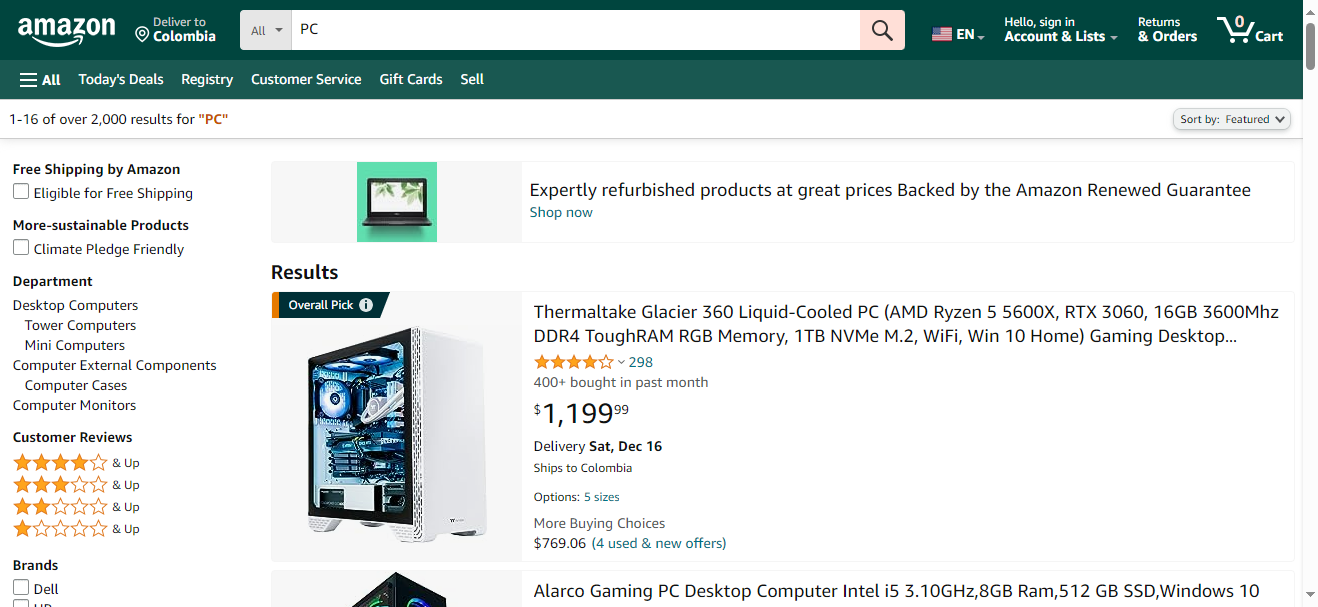 amazon
Deliver to
Colombia
All
PC
EN
Hello, sign in
Account & Lists
Returns
& Orders
0
Cart
All
Today's Deals
Registry
Customer Service
Gift Cards
Sell
1-16 of over 2,000 results for "PC"
Sort by: Featured
Free Shipping by Amazon
Eligible for Free Shipping
More-sustainable Products
Climate Pledge Friendly
Department
Desktop Computers
Tower Computers
Mini Computers
Computer External Components
Computer Cases
Computer Monitors
Customer Reviews
& Up
& Up
& Up
& Up
Brands
Dell
Expertly refurbished products at great prices Backed by the Amazon Renewed Guarantee
Shop now
Results
Overall Pick
Thermaltake Glacier 360 Liquid-Cooled PC (AMD Ryzen 5 5600X, RTX 3060, 16GB 3600Mhz
DDR4 ToughRAM RGB Memory, 1TB NVMe M.2, WiFi, Win 10 Home) Gaming Desktop...
298
400+ bought in past month
$1,19999
Delivery Sat, Dec 16
Ships to Colombia
Options: 5 sizes
More Buying Choices
$769.06 (4 used & new offers)
Alarco Gaming PC Desktop Computer Intel i5 3.10GHz,8GB Ram,512 GB SSD,Windows 10